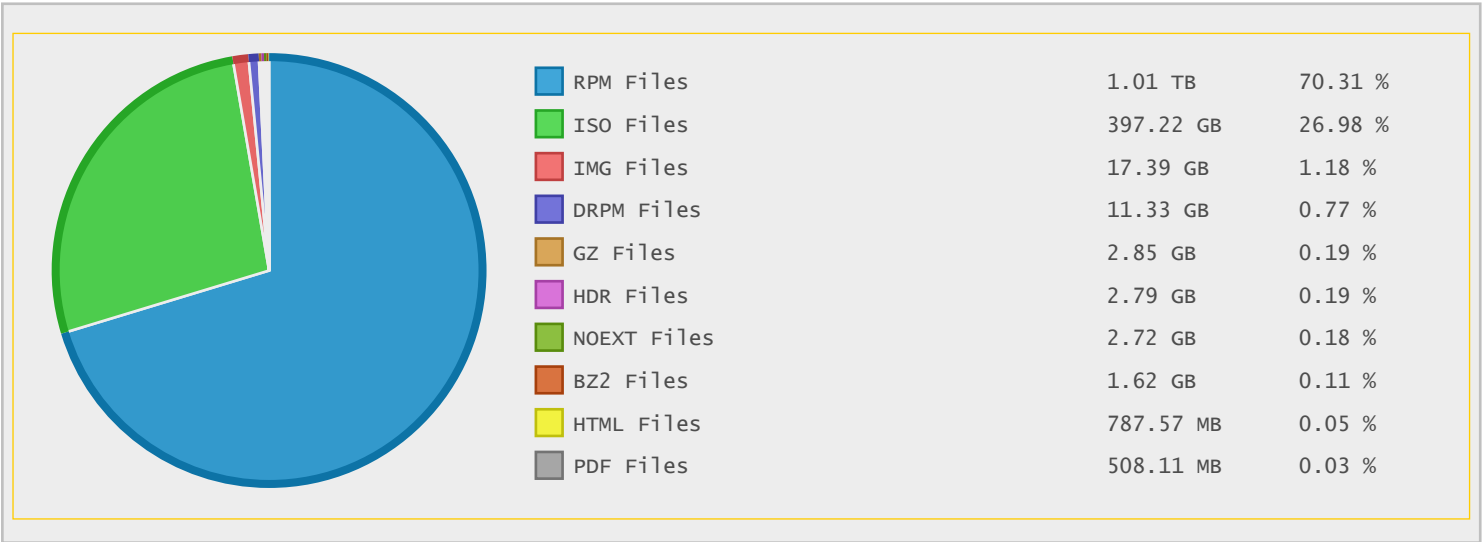 RPM Files 1.01 TB 70.31 %
ISO Files 397.22 GB 26.98 %
IMG Files 17.39 GB 1.18 %
DRPM Files 11.33 GB 0.77 %
GZ Files 2.85 GB 0.19 %
HDR Files 2.79 GB 0.19 %
NOEXT Files 2.72 GB 0.18 %
BZ2 Files 1.62 GB 0.11 %
HTML Files 787.57 MB 0.05 %
PDF Files 508.11 MB 0.03 %